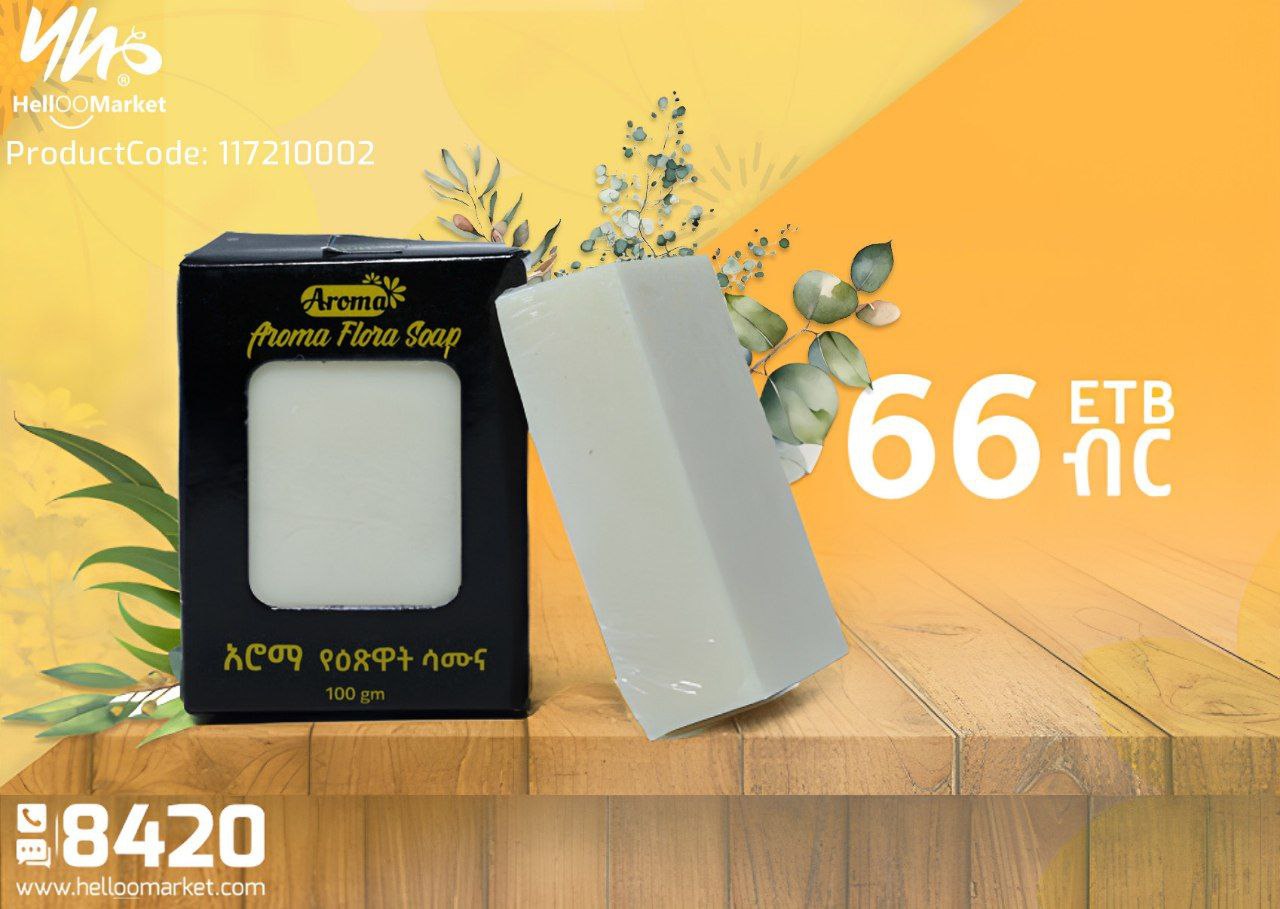 ሃሎ®
HellOOMarket
ProductCode: 117210002
Aroma
Aroma Flora Soap
66 ETB
ብር
አሮማ የዕጽዋት ሳሙና
100 gm
8420
www.helloomarket.com